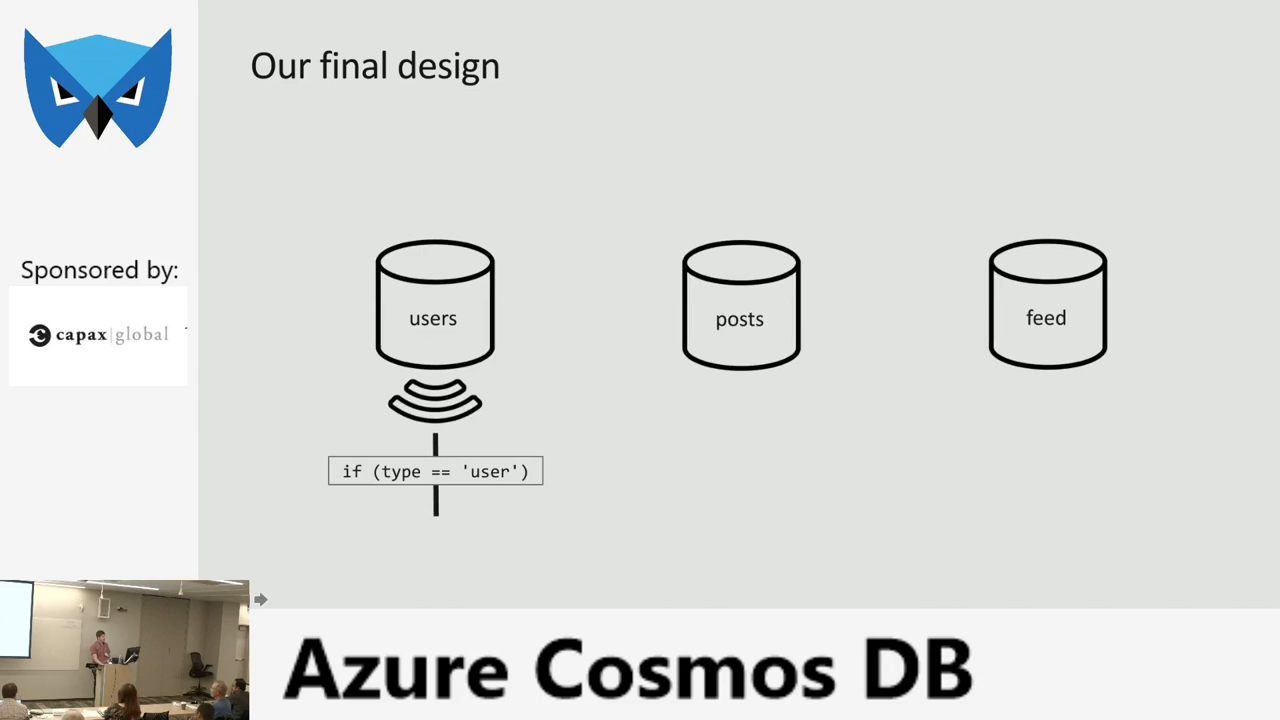 Our final design
Sponsored by:
capax|global
users
posts
feed
if (type == 'user')
Azure Cosmos DB